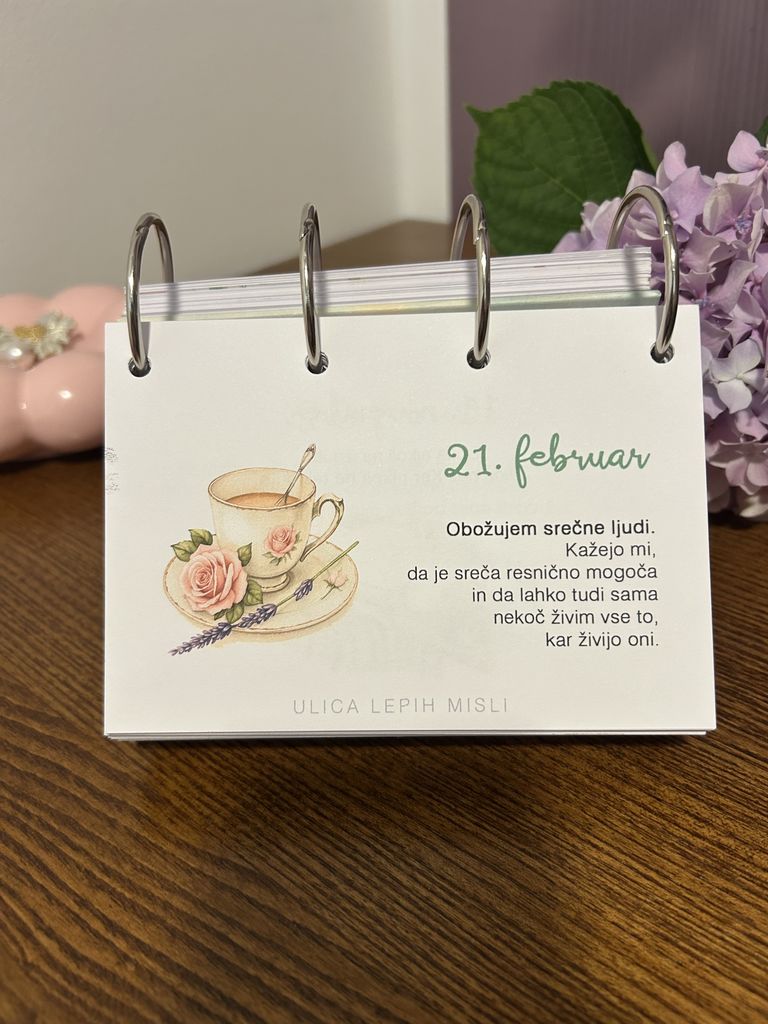 21. februar
Obožujem srečne ljudi.
Kažejo mi,
da je sreča resnično mogoča
in da lahko tudi sama
nekoč živim vse to,
kar živijo oni.
ULICA LEPIH MISLI